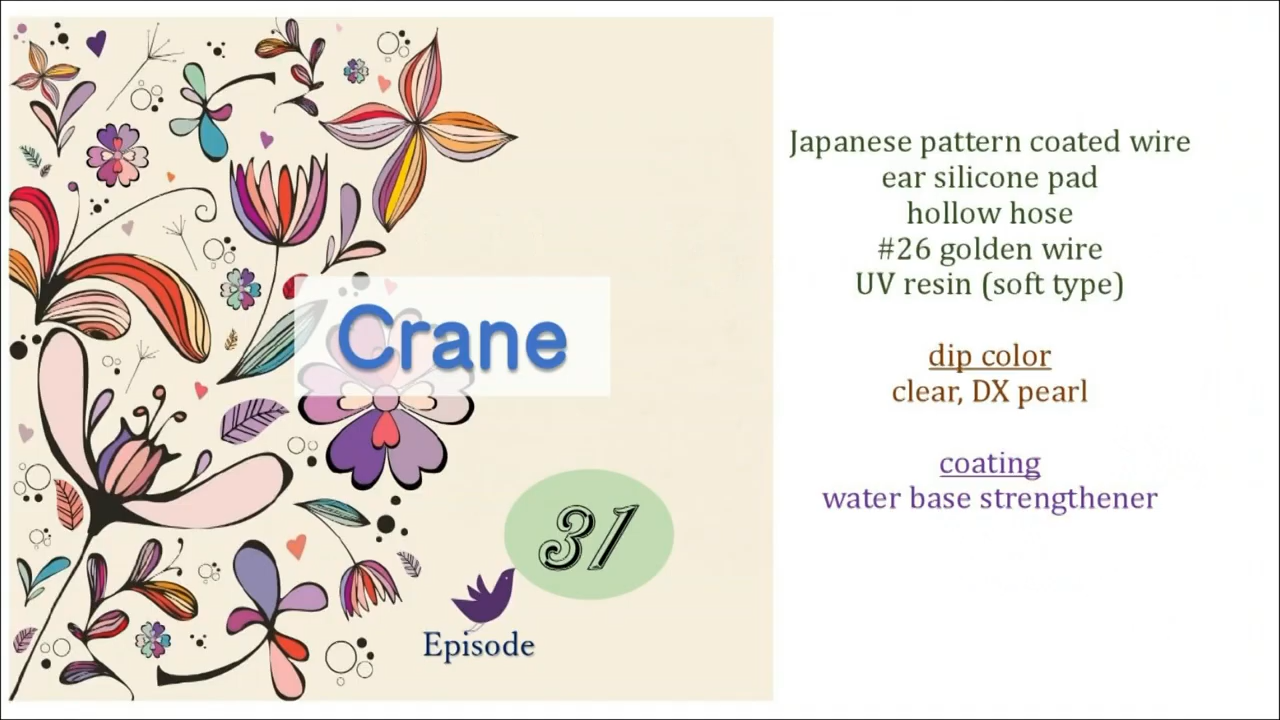 Crane
31
Episode
Japanese pattern coated wire
ear silicone pad
hollow hose
#26 golden wire
UV resin (soft type)
dip color
clear, DX pearl
coating
water base strengthener